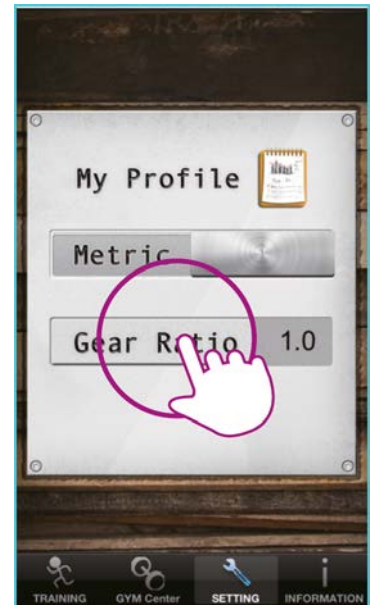 My Profile
Metric
Gear Ratio 1.0
TRAINING GYM Center SETTING INFORMATION